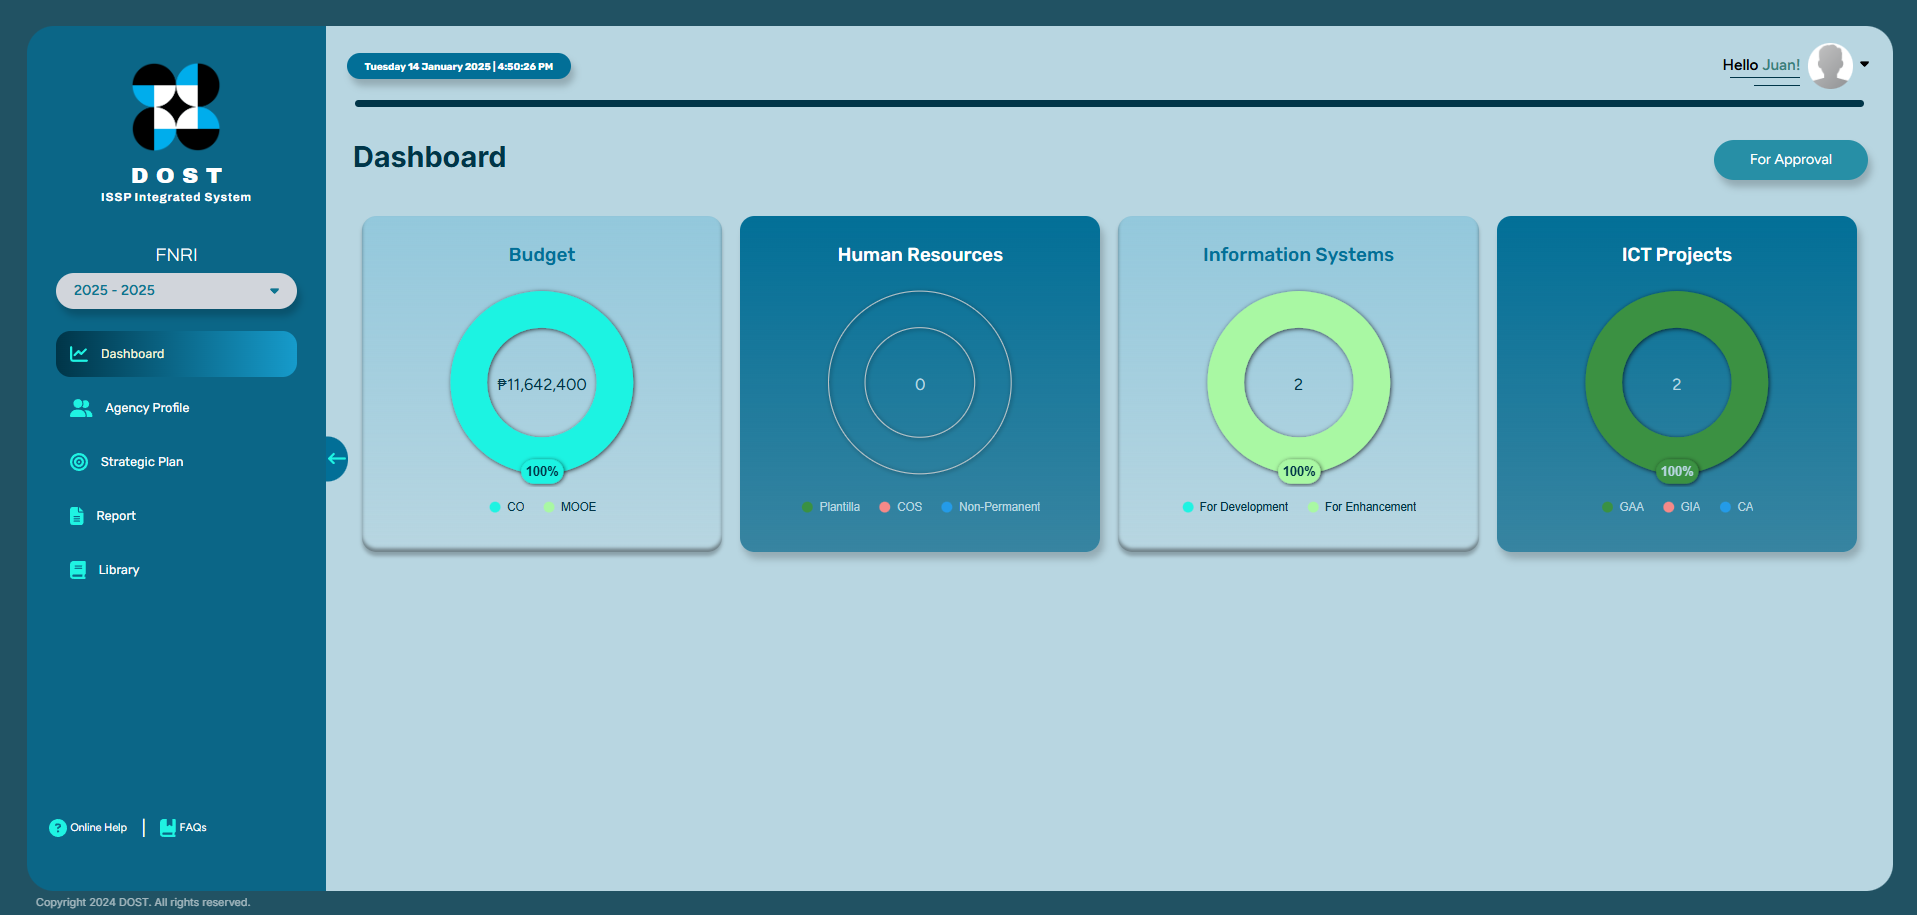 DOST
ISSP Integrated System
FNRI
2025 - 2025
Dashboard
Agency Profile
Strategic Plan
Report
Library
? Online Help | FAQs
Tuesday 14 January 2025 | 4:50:26 PM
Hello Juan!
Dashboard
For Approval
Budget
₱11,642,400
100%
CO MOOE
Human Resources
0
Plantilla COS Non-Permanent
Information Systems
2
100%
For Development For Enhancement
ICT Projects
2
100%
GAA GIA CA
Copyright 2024 DOST. All rights reserved.